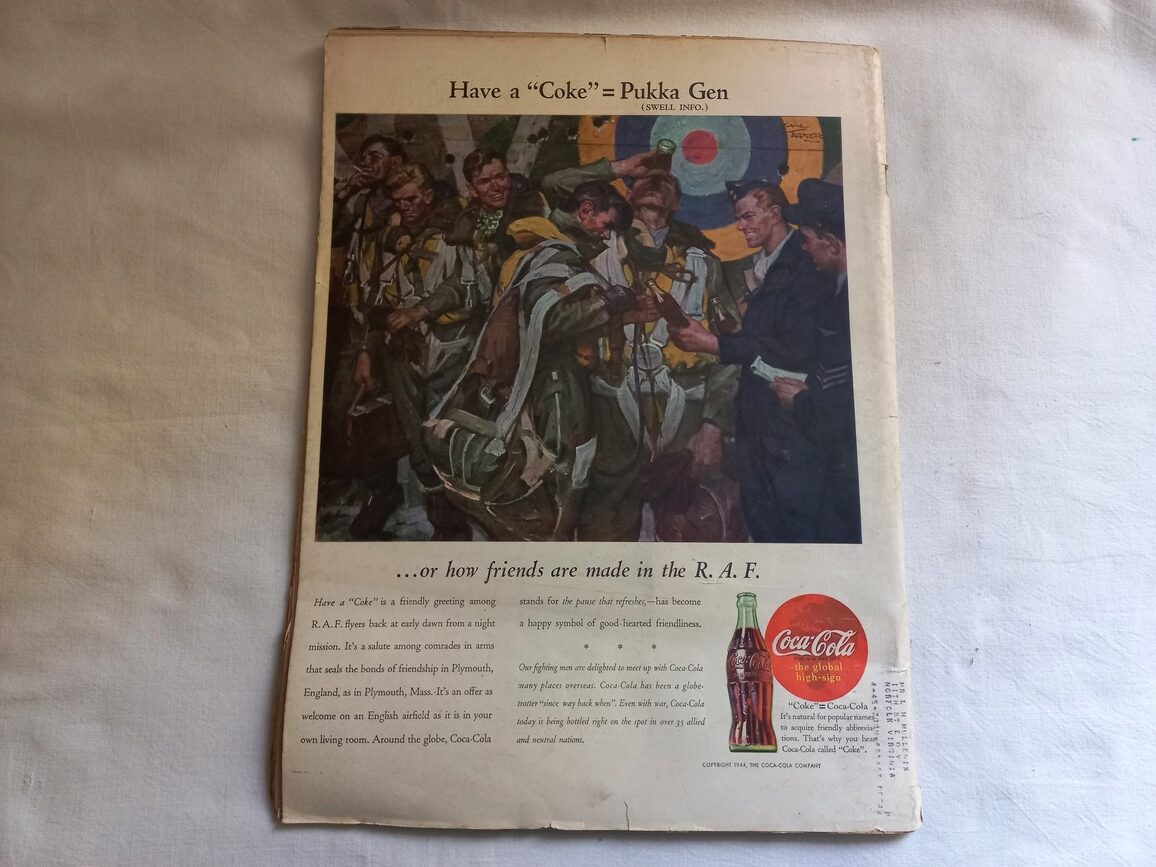 Have a "Coke" = Pukka Gen
(SWELL INFO.)
...or how friends are made in the R. A. F.
Have a "Coke" is a friendly greeting among
R. A. F. flyers back at early dawn from a night
mission. It's a salute among comrades in arms
that seals the bonds of friendship in Plymouth,
England, as in Plymouth, Mass. It's an offer as
welcome on an English airfield as it is in your
own living room. Around the globe, Coca-Cola
stands for the pause that refreshes,—has become
a happy symbol of good-hearted friendliness.
* * *
Our fighting men are delighted to meet up with Coca-Cola
many places overseas. Coca-Cola has been a globe-
trotter "since way back when". Even with war, Coca-Cola
today is being bottled right on the spot in over 35 allied
and neutral nations.
Coca-Cola
Coca-Cola
-the global
high-sign
"Coke" = Coca-Cola
It's natural for popular names
to acquire friendly abbrevia-
tions. That's why you hear
Coca-Cola called "Coke".
COPYRIGHT 1944, THE COCA-COLA COMPANY
NORFOLK VIRGINIA